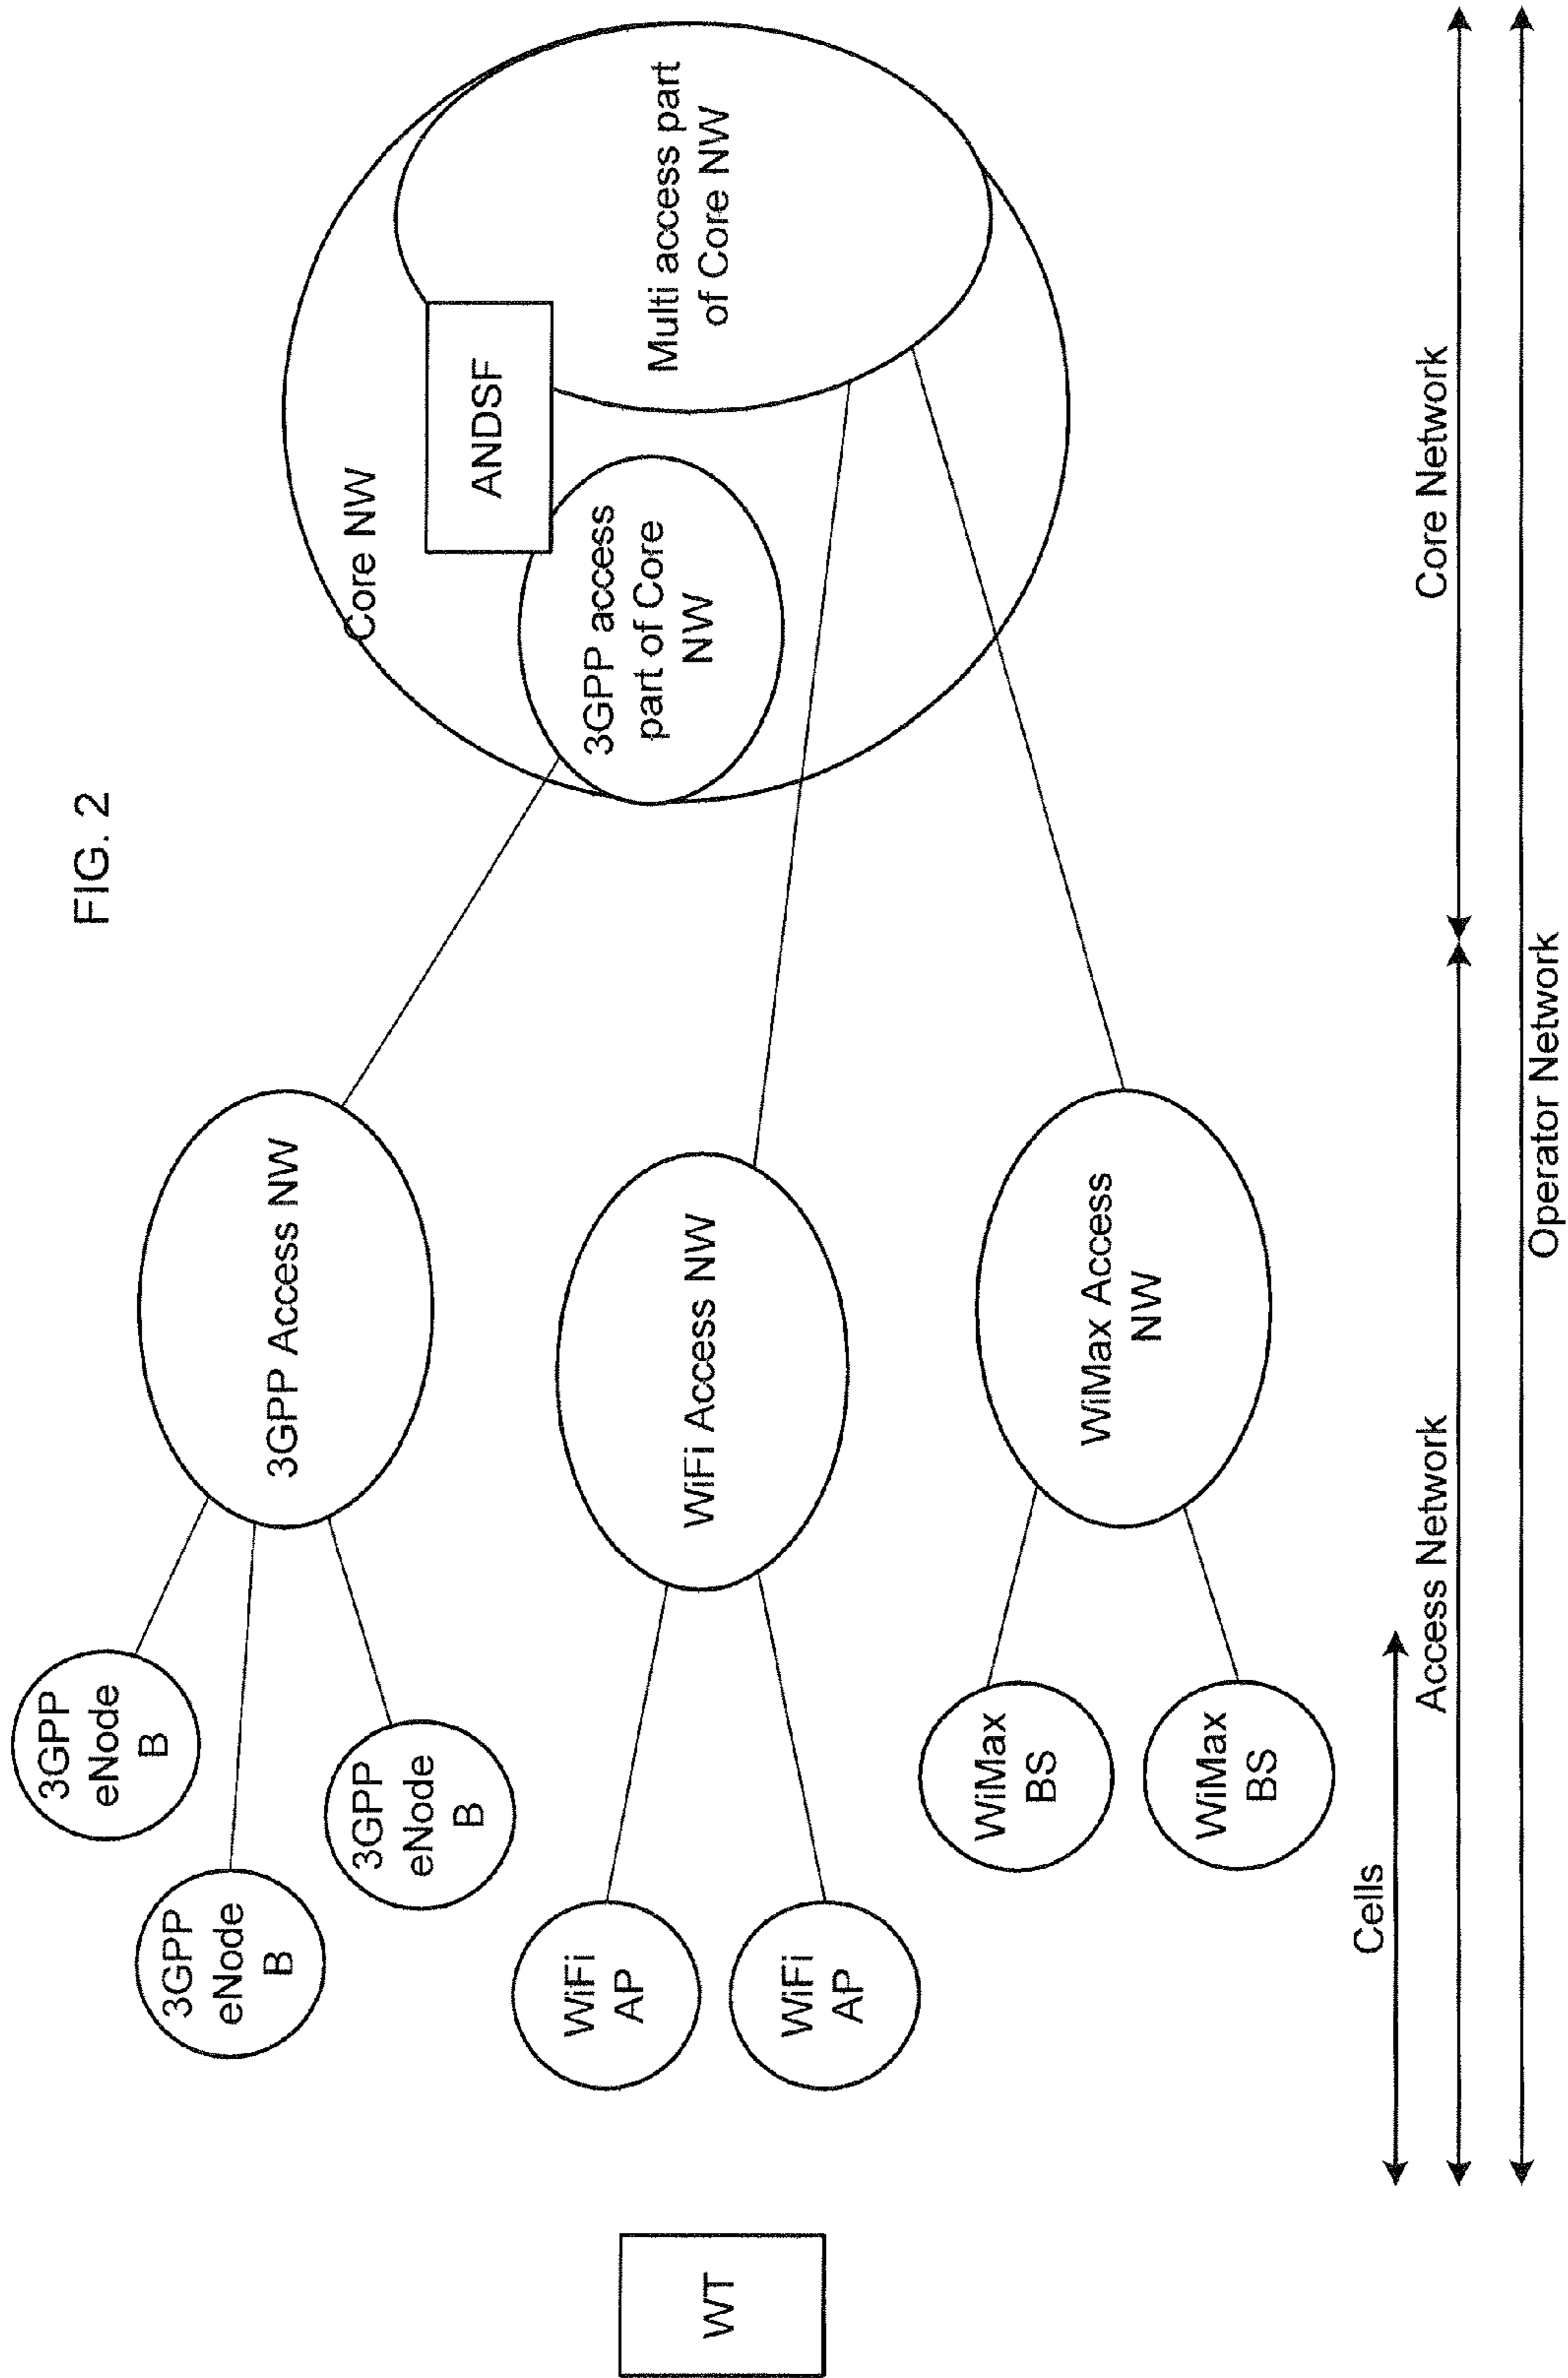 FIG. 2
3GPP
eNode
B
3GPP
eNode
B
3GPP
eNode
B
3GPP Access NW
WiFi
AP
WiFi
AP
WiFi Access NW
WiMax
BS
WiMax
BS
WiMax Access
NW
WT
Core NW
ANDSF
3GPP access
part of Core
NW
Multi access part
of Core NW
Cells
Access Network
Core Network
Operator Network